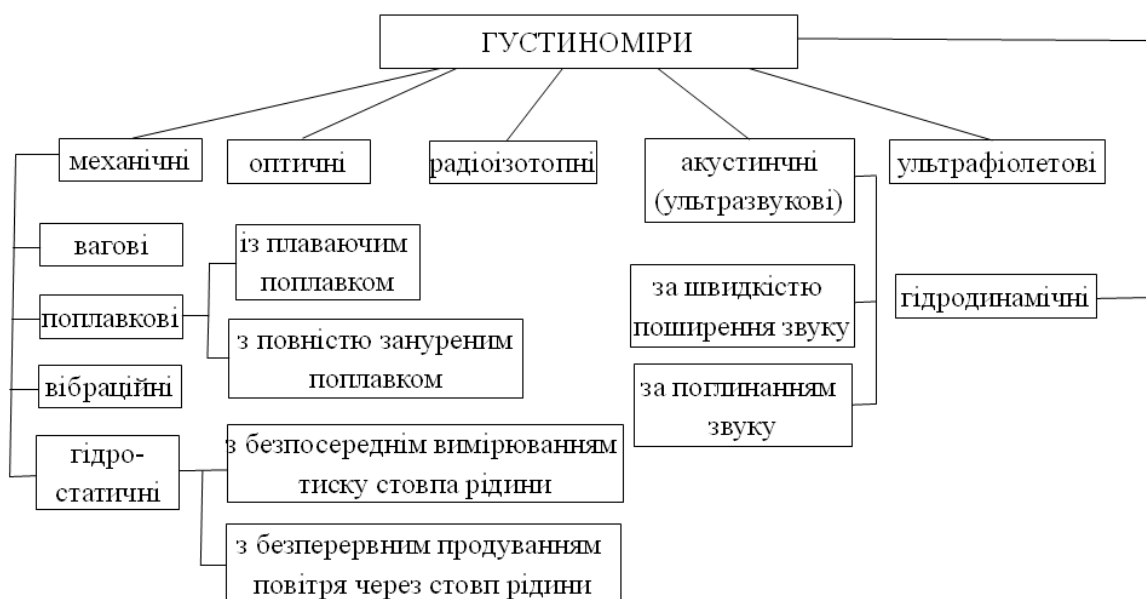 ГУСТИНОМІРИ
механічні
оптичні
радіоізотопні
акустинчні
(ультразвукові)
ультрафіолетові
вагові
із плаваючим
поплавком
за швидкістю
поширення звуку
гідродинамічні
поплавкові
з повністю зануреним
поплавком
вібраційні
за поглинанням
звуку
гідро-
статичні
з безпосереднім вимірюванням
тиску стовпа рідини
з безперервним продуванням
повітря через стовп рідини